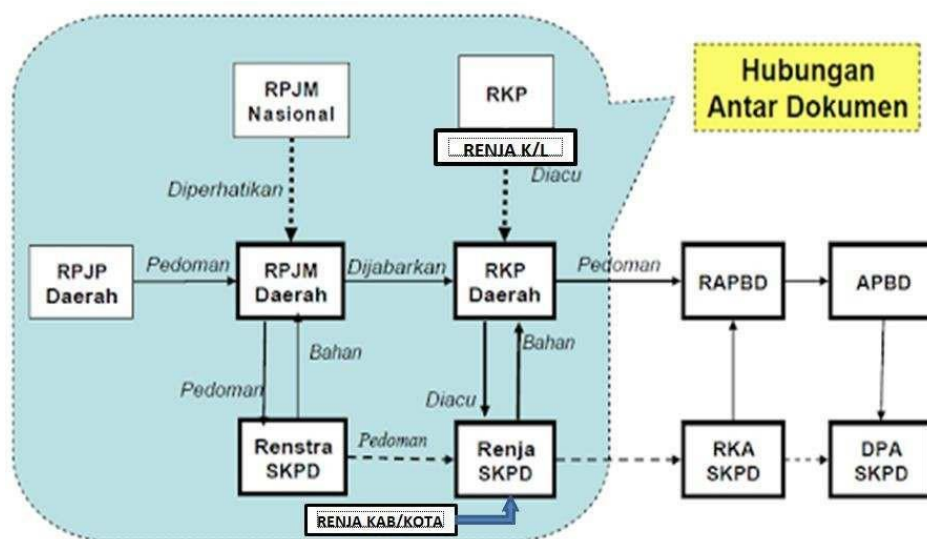 Hubungan
Antar Dokumen
RPJM
Nasional
RKP
RENJA K/L
Diperhatikan
Diacu
RPJP
Daerah
Pedoman
RPJM
Daerah
Dijabarkan
RKP
Daerah
Pedoman
RAPBD
APBD
Pedoman
Bahan
Diacu
Bahan
Renstra
SKPD
Pedoman
Renja
SKPD
RKA
SKPD
DPA
SKPD
RENJA KAB/KOTA